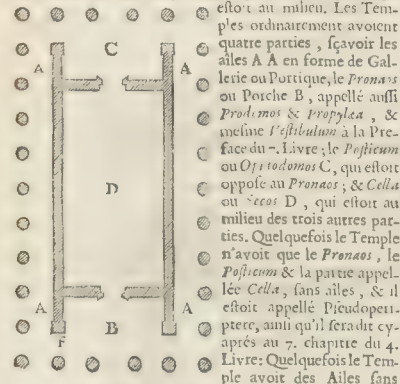 estoit au milieu. Les Tem-
ples ordinairement avoient
quatre parties, sçavoir les
aîles A A en forme de Gal-
lerie ou Portique, le Pronaos
ou Porche B, appellé aussi
Prodomos & Propylæa, &
mesme Vestibulum à la Pre-
face du 7. Livre; le Posticum
ou Opistodomos C, qui estoit
opposé au Pronaos; & Cella
ou Secos D, qui estoit au
milieu des trois autres par-
ties. Quelquefois le Temple
n'avoit que le Pronaos, le
Posticum & la partie appel-
lée Cella, sans aîles, & il
estoit appellé Pseudoperi-
ptere, ainsi qu'il sera dit cy-
aprés au 7. chapitre du 4.
Livre: Quelquefois le Tem-
ple avoit des Ailes sans
C
A
A
D
A
A
B
F